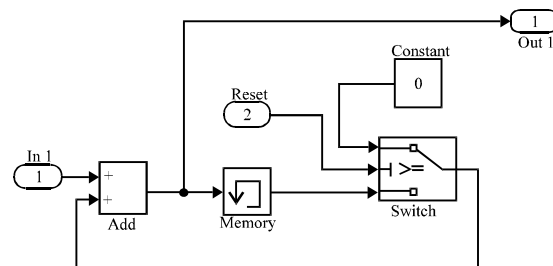 1
Out 1
Constant
0
Reset
2
In 1
1
+
+
Add
Memory
>=
Switch